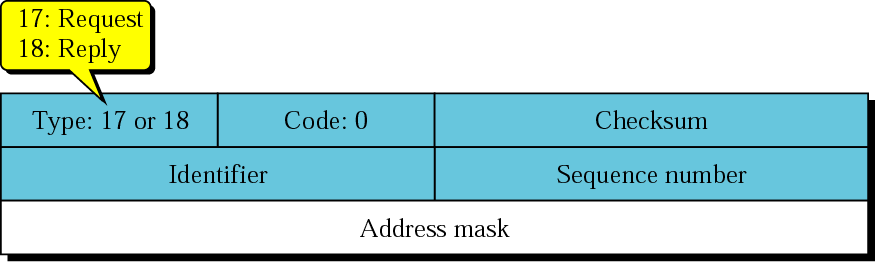 17: Request
18: Reply
Type: 17 or 18
Code: 0
Checksum
Identifier
Sequence number
Address mask